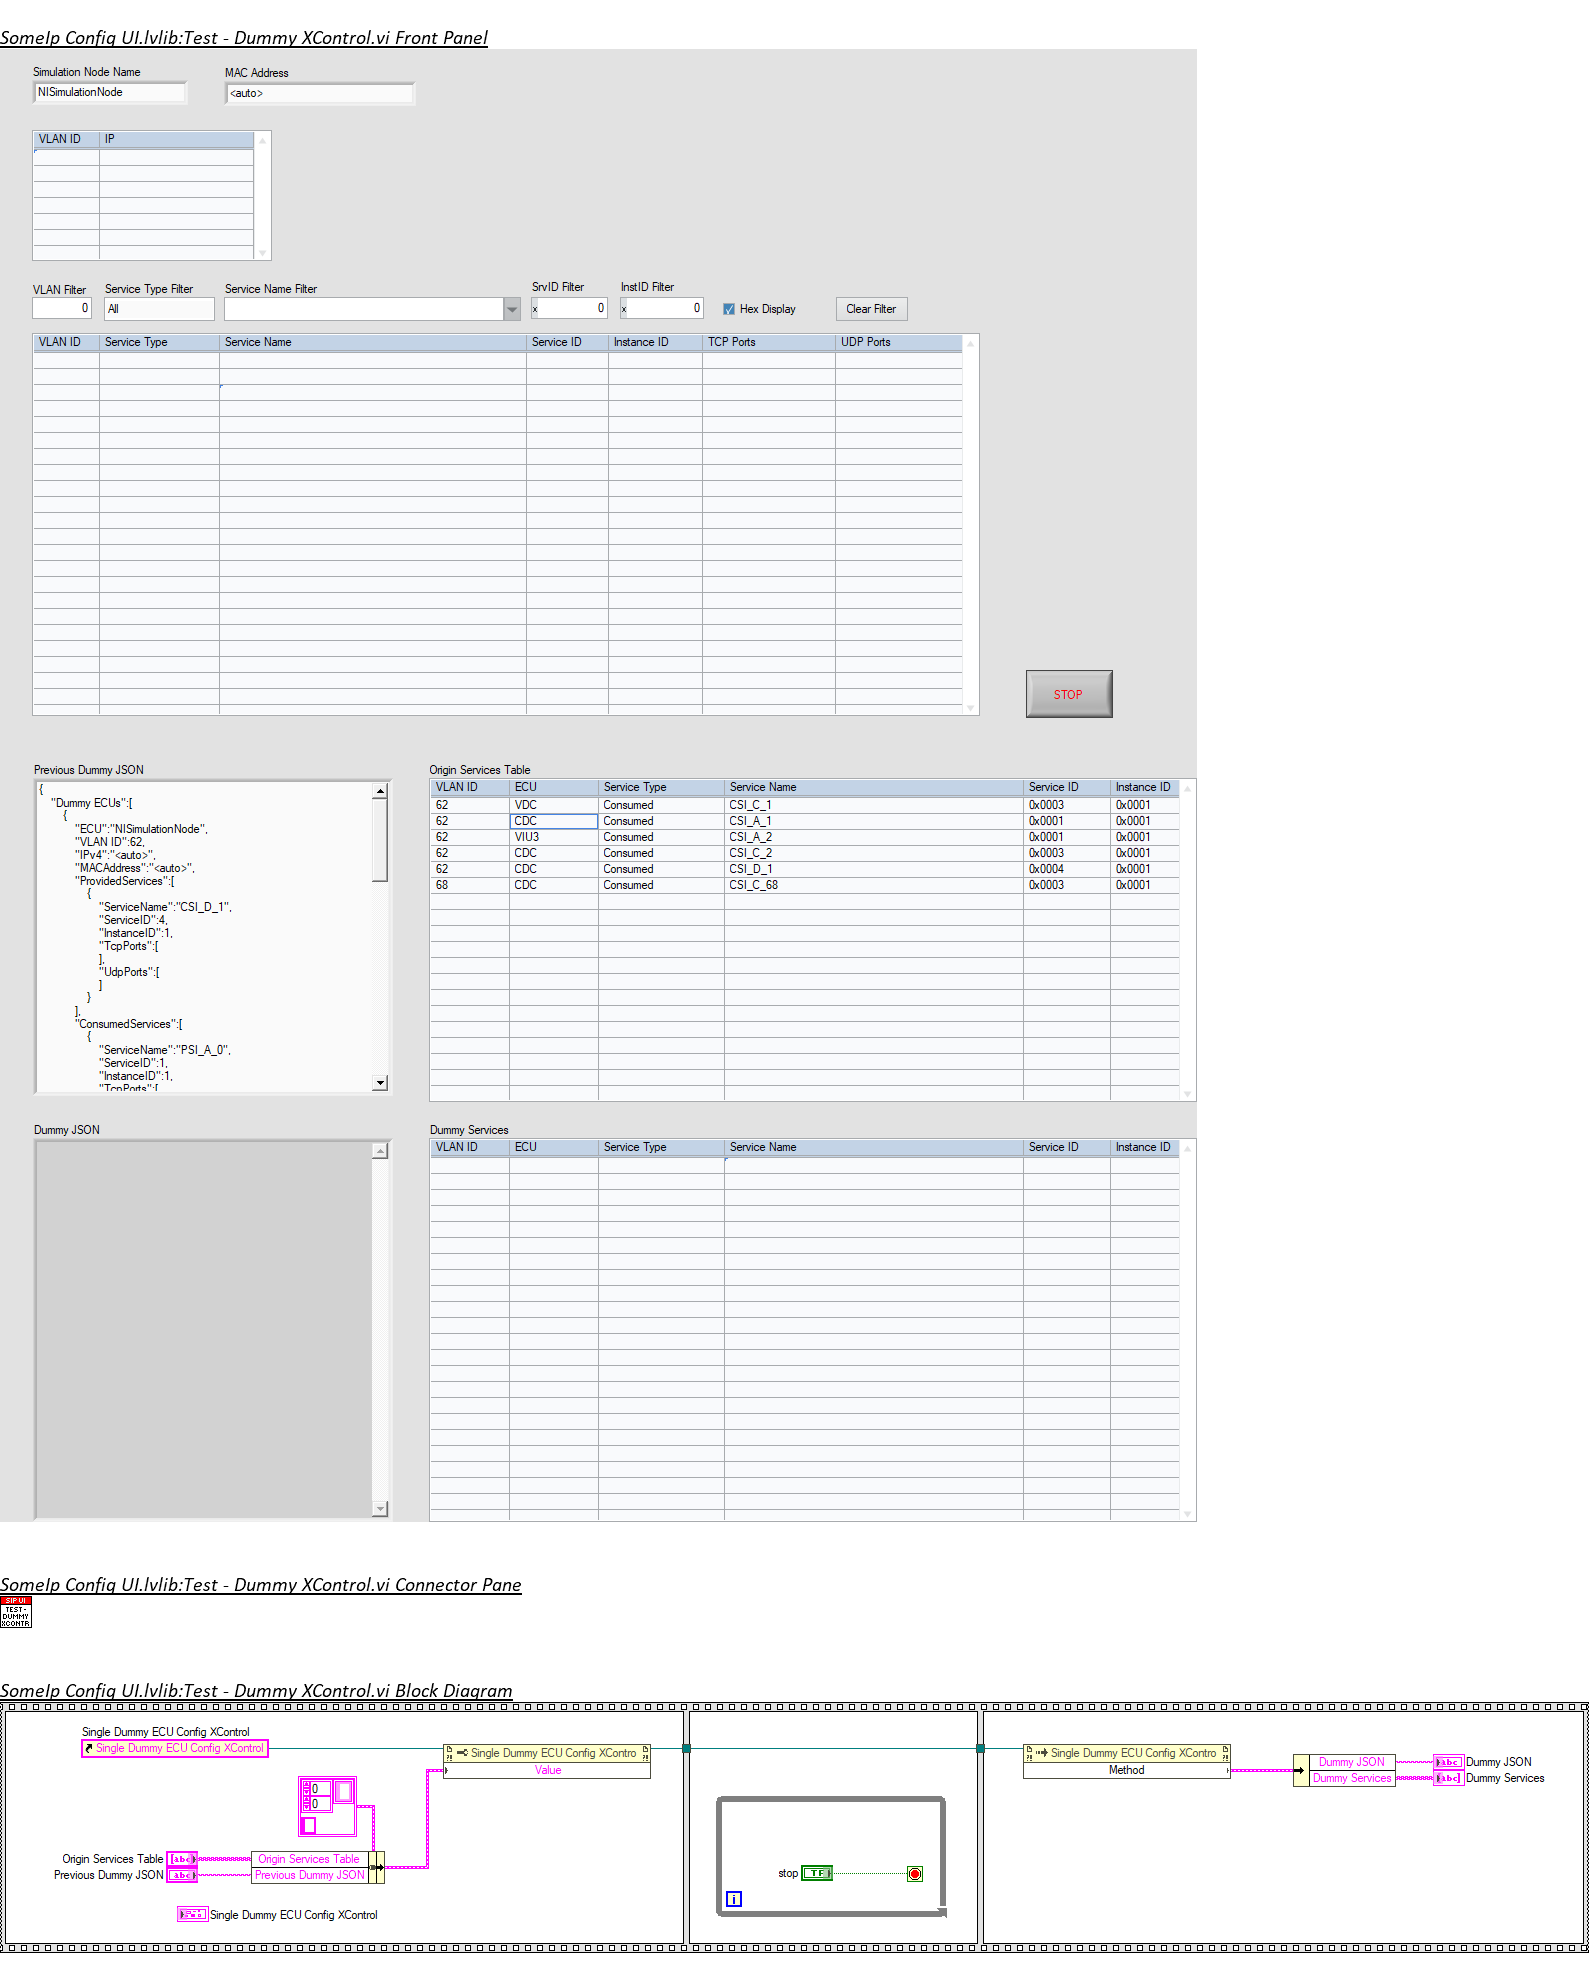 SomeIp Config UI.lvlib:Test - Dummy XControl.vi Front Panel
Simulation Node Name MAC Address
NISimulationNode <auto>
VLAN ID IP
VLAN Filter Service Type Filter Service Name Filter SrvID Filter InstID Filter
0 All x 0 x 0 Hex Display Clear Filter
VLAN ID Service Type Service Name Service ID Instance ID TCP Ports UDP Ports
STOP
Previous Dummy JSON
{
"Dummy ECUs":[
{
"ECU":"NISimulationNode",
"VLAN ID":62,
"IPv4":"<auto>",
"MACAddress":"<auto>",
"ProvidedServices":[
{
"ServiceName":"CSI_D_1",
"ServiceID":4,
"InstanceID":1,
"TcpPorts":[
],
"UdpPorts":[
]
}
],
"ConsumedServices":[
{
"ServiceName":"PSI_A_0",
"ServiceID":1,
"InstanceID":1,
"TcpPorts":[
Origin Services Table
VLAN ID ECU Service Type Service Name Service ID Instance ID
62 VDC Consumed CSI_C_1 0x0003 0x0001
62 CDC Consumed CSI_A_1 0x0001 0x0001
62 VIU3 Consumed CSI_A_2 0x0001 0x0001
62 CDC Consumed CSI_C_2 0x0003 0x0001
62 CDC Consumed CSI_D_1 0x0004 0x0001
68 CDC Consumed CSI_C_68 0x0003 0x0001
Dummy JSON
Dummy Services
VLAN ID ECU Service Type Service Name Service ID Instance ID
SomeIp Config UI.lvlib:Test - Dummy XControl.vi Connector Pane
SIP UI
TEST -
DUMMY
XCONTR
SomeIp Config UI.lvlib:Test - Dummy XControl.vi Block Diagram
Single Dummy ECU Config XControl
Single Dummy ECU Config XControl
Single Dummy ECU Config XContro
Value
0
0
Origin Services Table abc Origin Services Table
Previous Dummy JSON abc Previous Dummy JSON
Single Dummy ECU Config XControl
stop TF
i
Single Dummy ECU Config XContro
Method
Dummy JSON abc Dummy JSON
Dummy Services abc Dummy Services